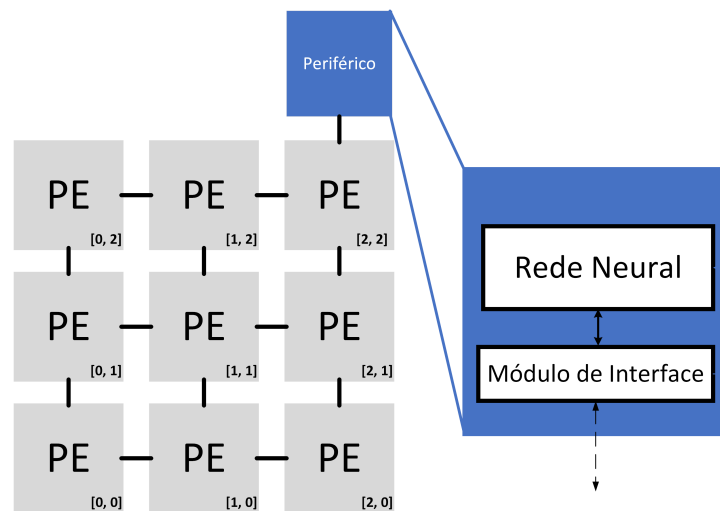 Periférico
PE
[0, 2]
PE
[1, 2]
PE
[2, 2]
PE
[0, 1]
PE
[1, 1]
PE
[2, 1]
PE
[0, 0]
PE
[1, 0]
PE
[2, 0]
Rede Neural
Módulo de Interface